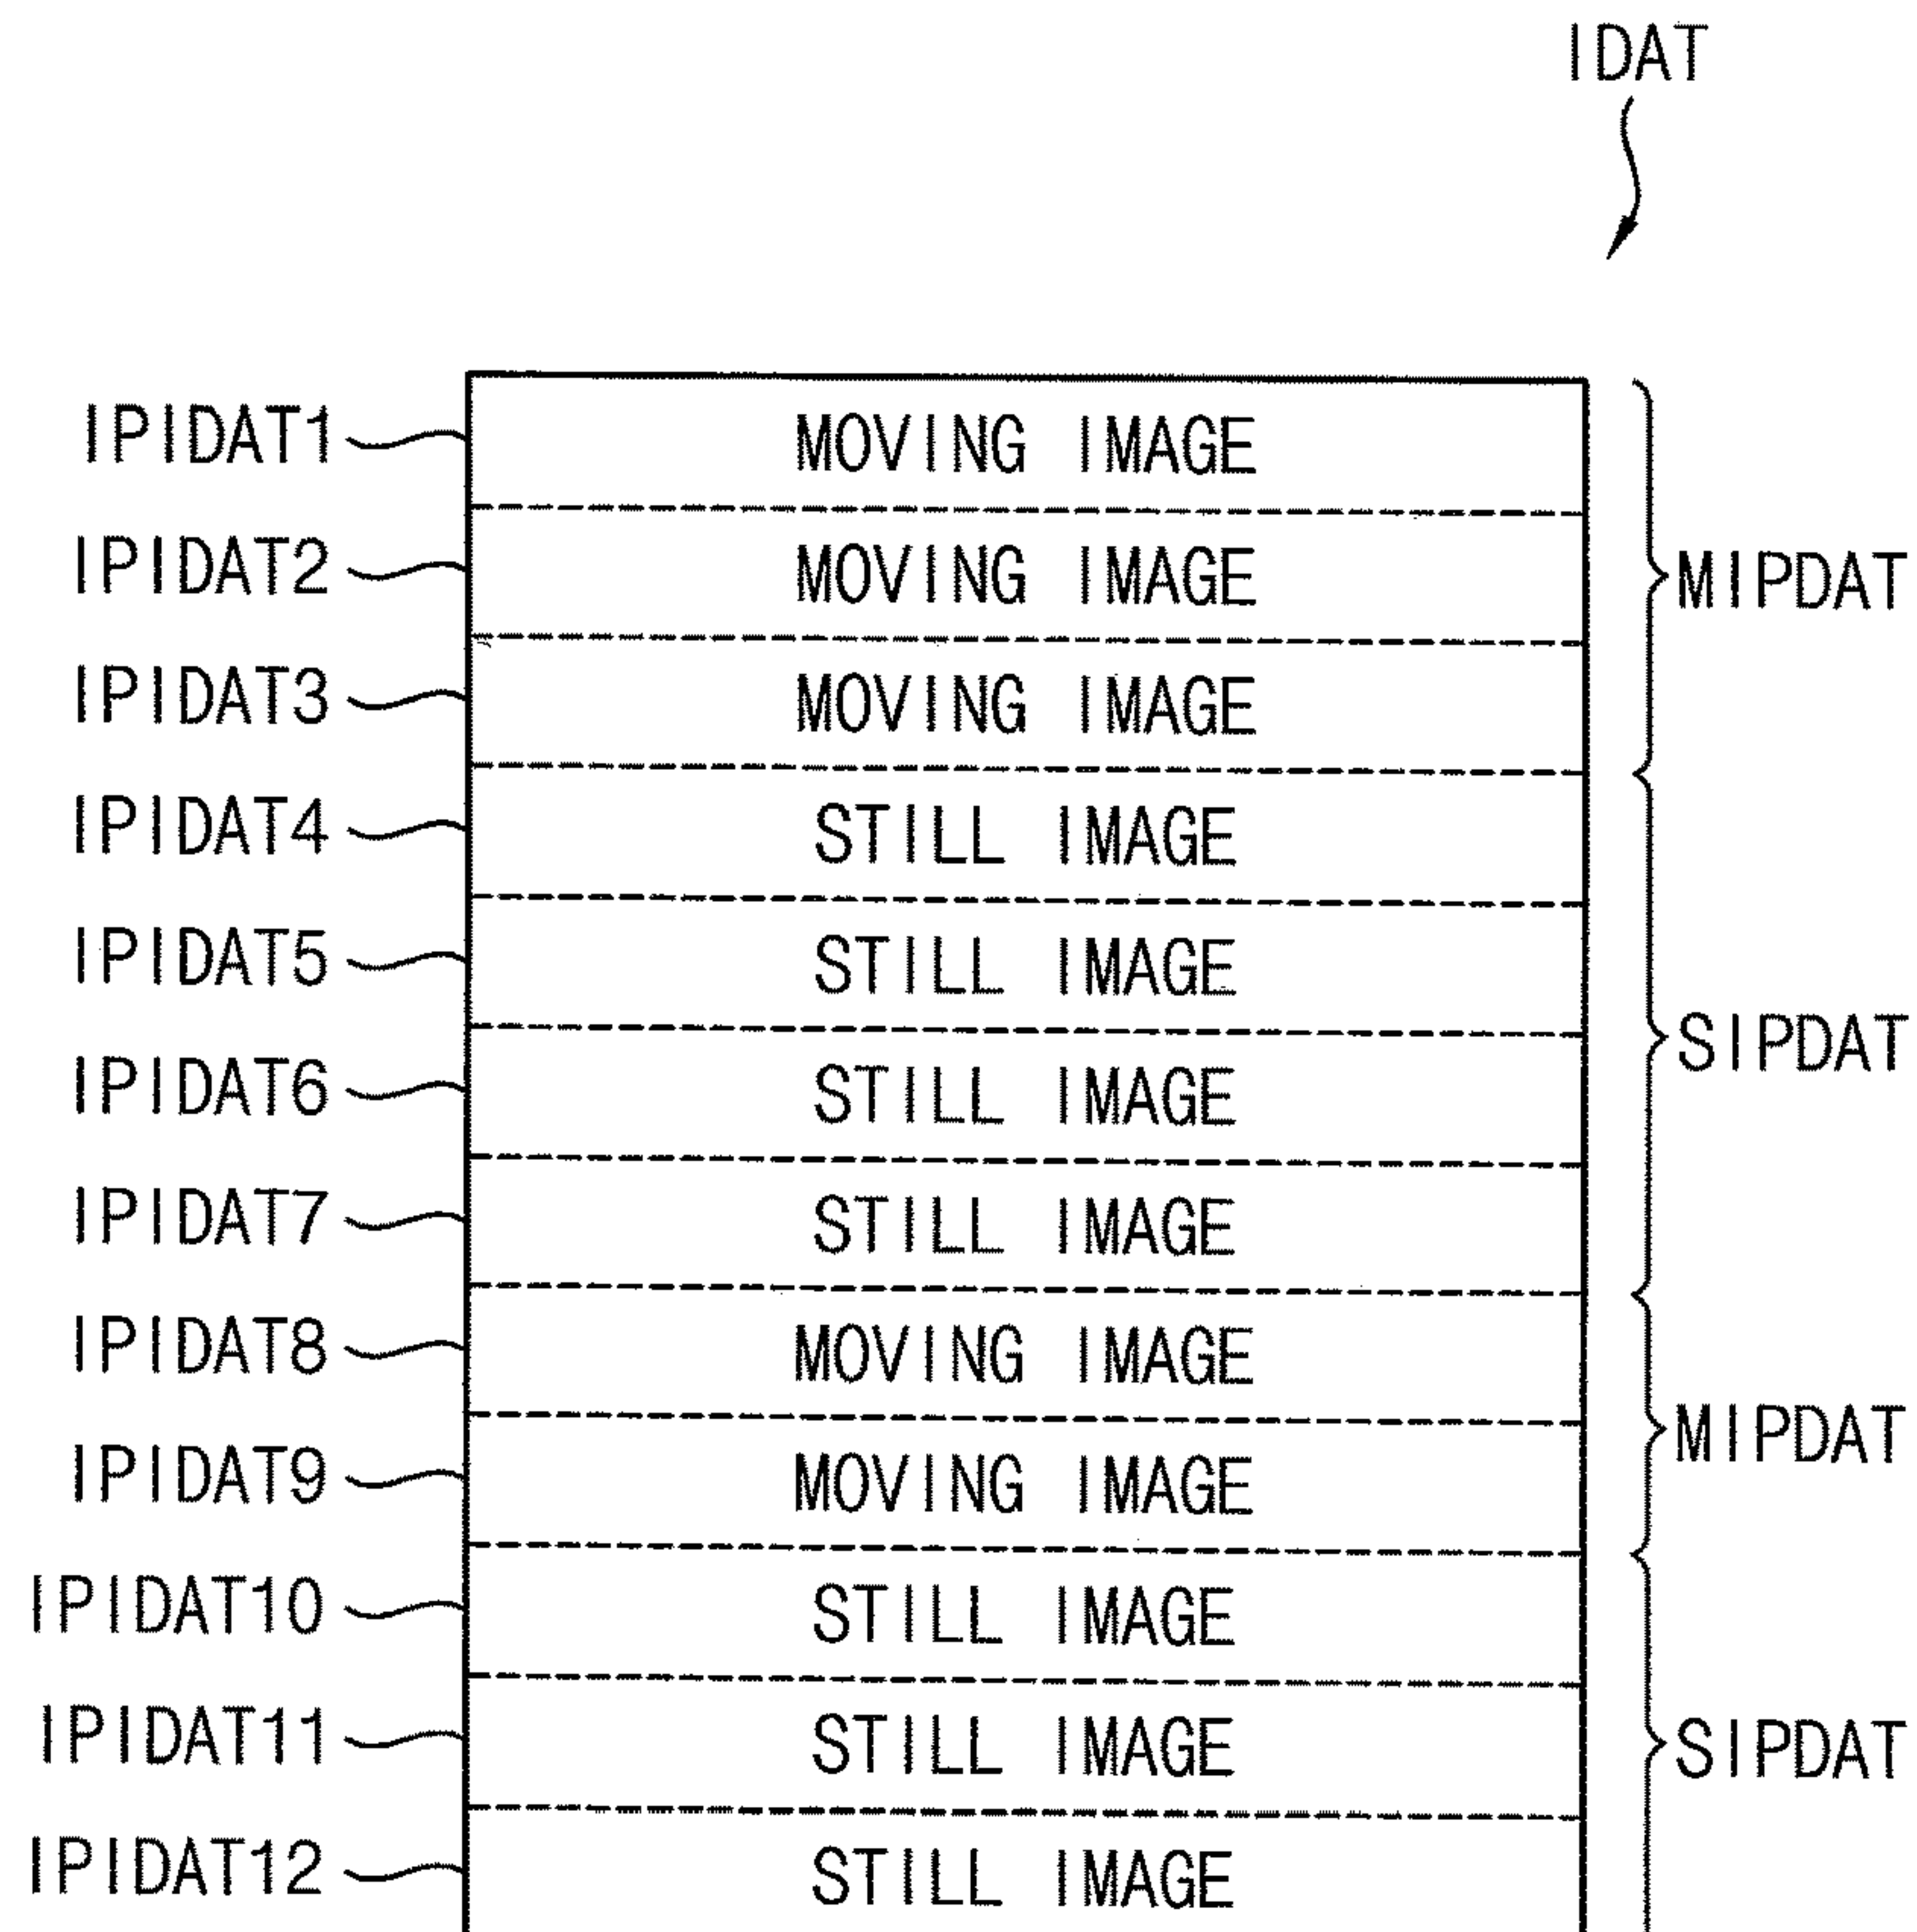 IDAT
IPIDAT1 MOVING IMAGE
IPIDAT2 MOVING IMAGE MIPDAT
IPIDAT3 MOVING IMAGE
IPIDAT4 STILL IMAGE
IPIDAT5 STILL IMAGE
SIPDAT
IPIDAT6 STILL IMAGE
IPIDAT7 STILL IMAGE
IPIDAT8 MOVING IMAGE
MIPDAT
IPIDAT9 MOVING IMAGE
IPIDAT10 STILL IMAGE
IPIDAT11 STILL IMAGE SIPDAT
IPIDAT12 STILL IMAGE